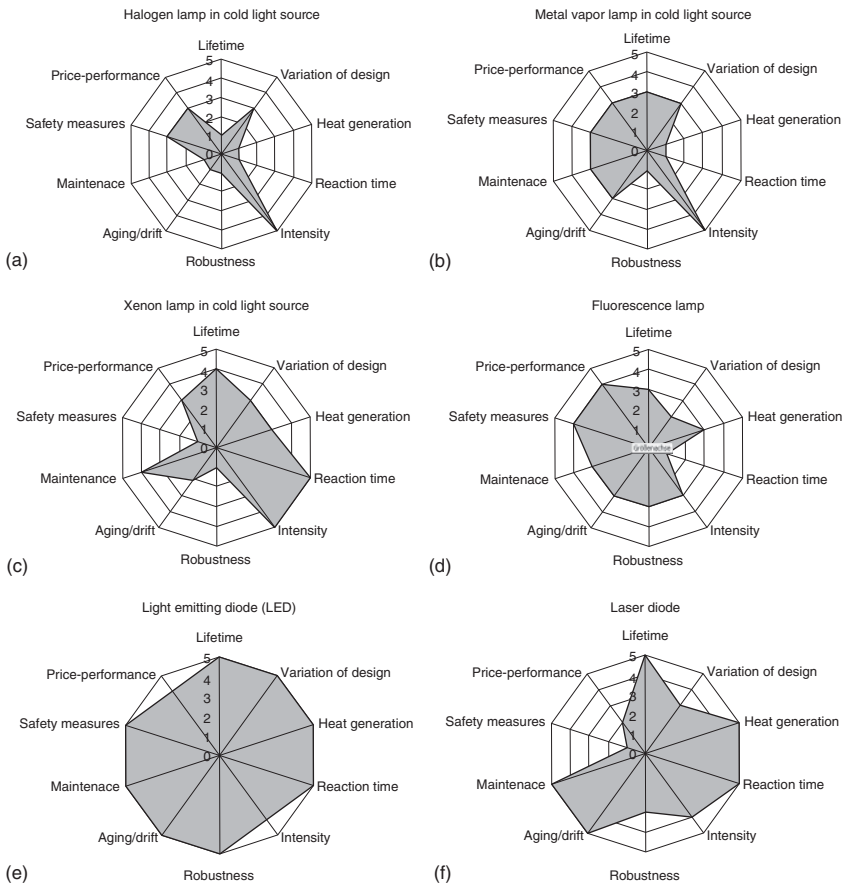 Halogen lamp in cold light source
Lifetime
Variation of design
Heat generation
Reaction time
Intensity
Robustness
Aging/drift
Maintenace
Safety measures
Price-performance
5
4
3
2
1
0
(a)
Metal vapor lamp in cold light source
Lifetime
Variation of design
Heat generation
Reaction time
Intensity
Robustness
Aging/drift
Maintenace
Safety measures
Price-performance
5
4
3
2
1
0
(b)
Xenon lamp in cold light source
Lifetime
Variation of design
Heat generation
Reaction time
Intensity
Robustness
Aging/drift
Maintenance
Safety measures
Price-performance
5
4
3
2
1
0
(c)
Fluorescence lamp
Lifetime
Variation of design
Heat generation
Reaction time
Intensity
Robustness
Aging/drift
Maintenace
Safety measures
Price-performance
5
4
3
2
1
Größenachse
(d)
Light emitting diode (LED)
Lifetime
Variation of design
Heat generation
Reaction time
Intensity
Robustness
Aging/drift
Maintenace
Safety measures
Price-performance
5
4
3
2
1
0
(e)
Laser diode
Lifetime
Variation of design
Heat generation
Reaction time
Intensity
Robustness
Aging/drift
Maintenace
Safety measures
Price-performance
5
4
3
2
1
0
(f)